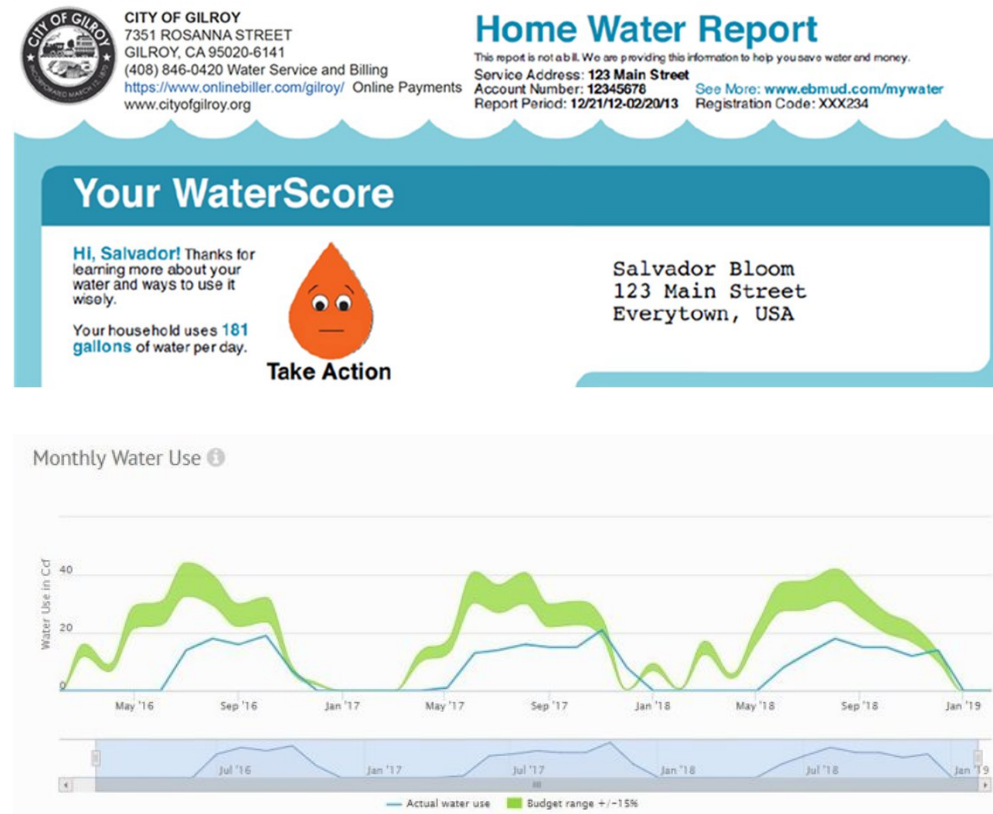 CITY OF GILROY
CITY OF GILROY
7351 ROSANNA STREET
GILROY, CA 95020-6141
(408) 846-0420 Water Service and Billing
https://www.onlinebiller.com/gilroy/ Online Payments
www.cityofgilroy.org
Home Water Report
This report is not a bill. We are providing this information to help you save water and money.
Service Address: 123 Main Street
Account Number: 12345678 See More: www.ebmud.com/mywater
Report Period: 12/21/12-02/20/13 Registration Code: XXX234
Your WaterScore
Hi, Salvador! Thanks for
learning more about your
water and ways to use it
wisely.
Your household uses 181
gallons of water per day.
Take Action
Salvador Bloom
123 Main Street
Everytown, USA
Monthly Water Use
Water Use in Ccf
40
20
0
May '16 Sep '16 Jan '17 May '17 Sep '17 Jan '18 May '18 Sep '18 Jan '19
Jul '16 Jan '17 Jul '17 Jan '18 Jul '18 Jan '19
Actual water use Budget range +/-15%